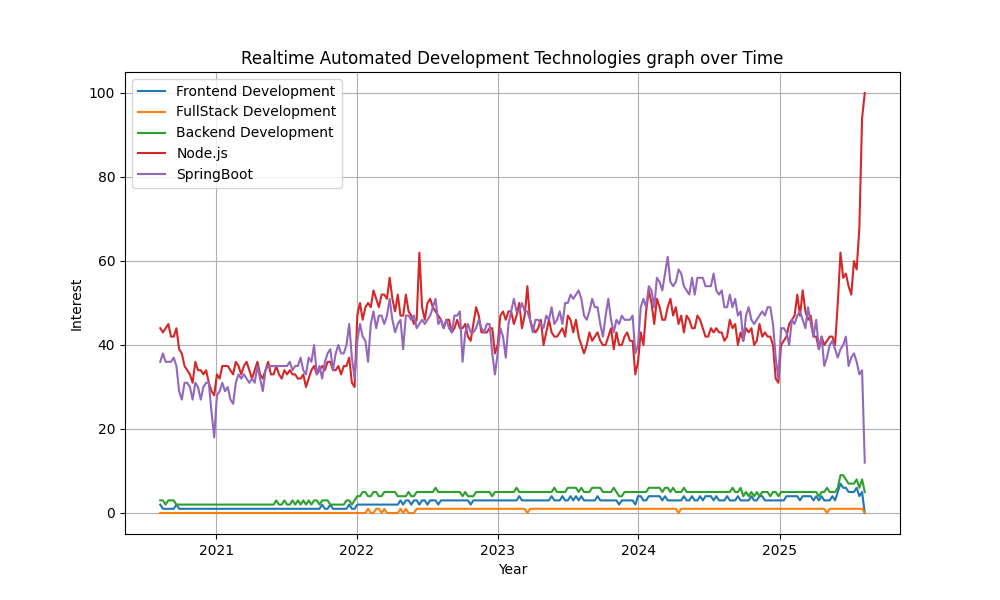 Realtime Automated Development Technologies graph over Time
100
80
60
40
20
0
Interest
Frontend Development
FullStack Development
Backend Development
Node.js
SpringBoot
2021
2022
2023
2024
2025
Year